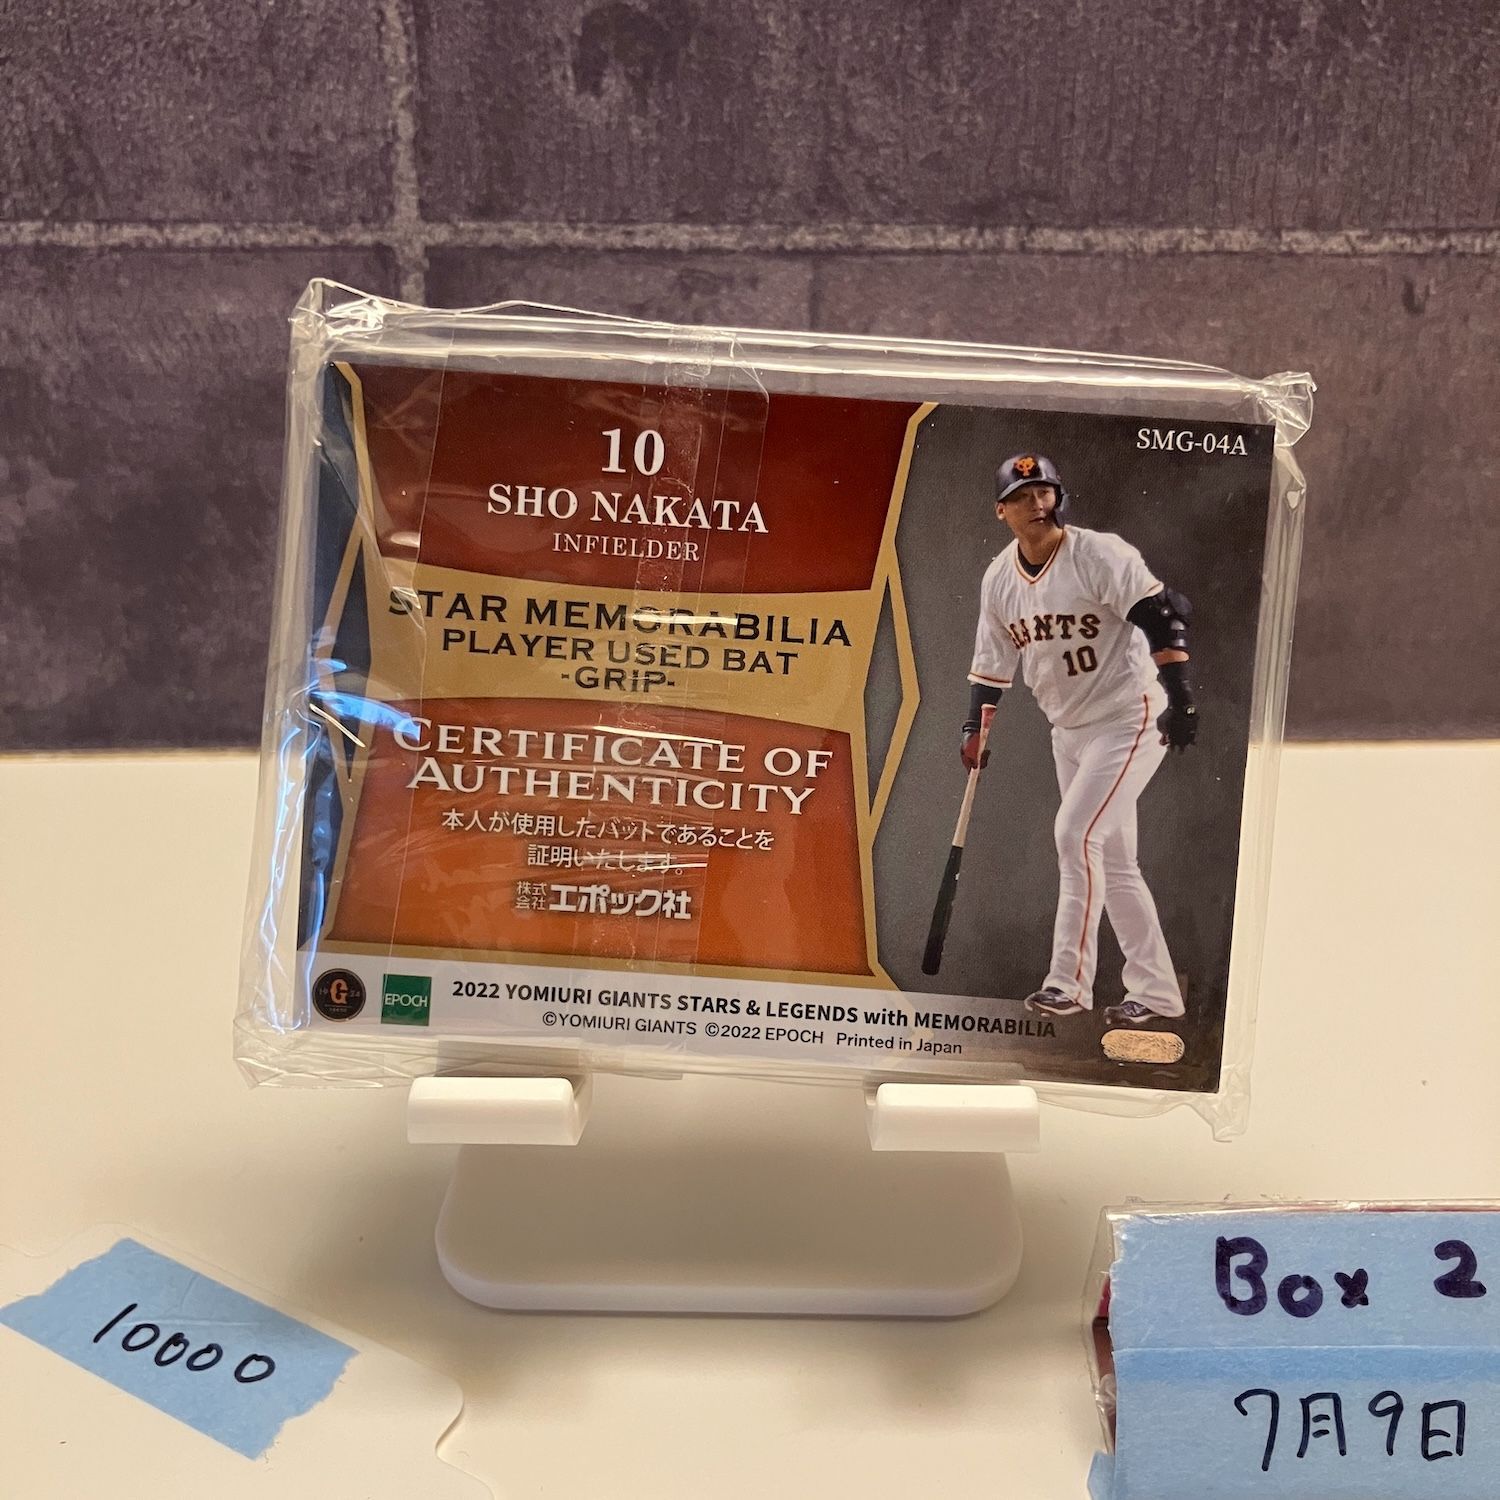 SMG-04A
10
SHO NAKATA
INFIELDER
STAR MEMORABILIA
PLAYER USED BAT
-GRIP-
CERTIFICATE OF
AUTHENTICITY
本人が使用したバットであることを
証明いたします。
株式会社エポック社
GIANTS
10
G
EPOCH
2022 YOMIURI GIANTS STARS & LEGENDS with MEMORABILIA
©YOMIURI GIANTS ©2022 EPOCH Printed in Japan
10000
Box 2
7月9日